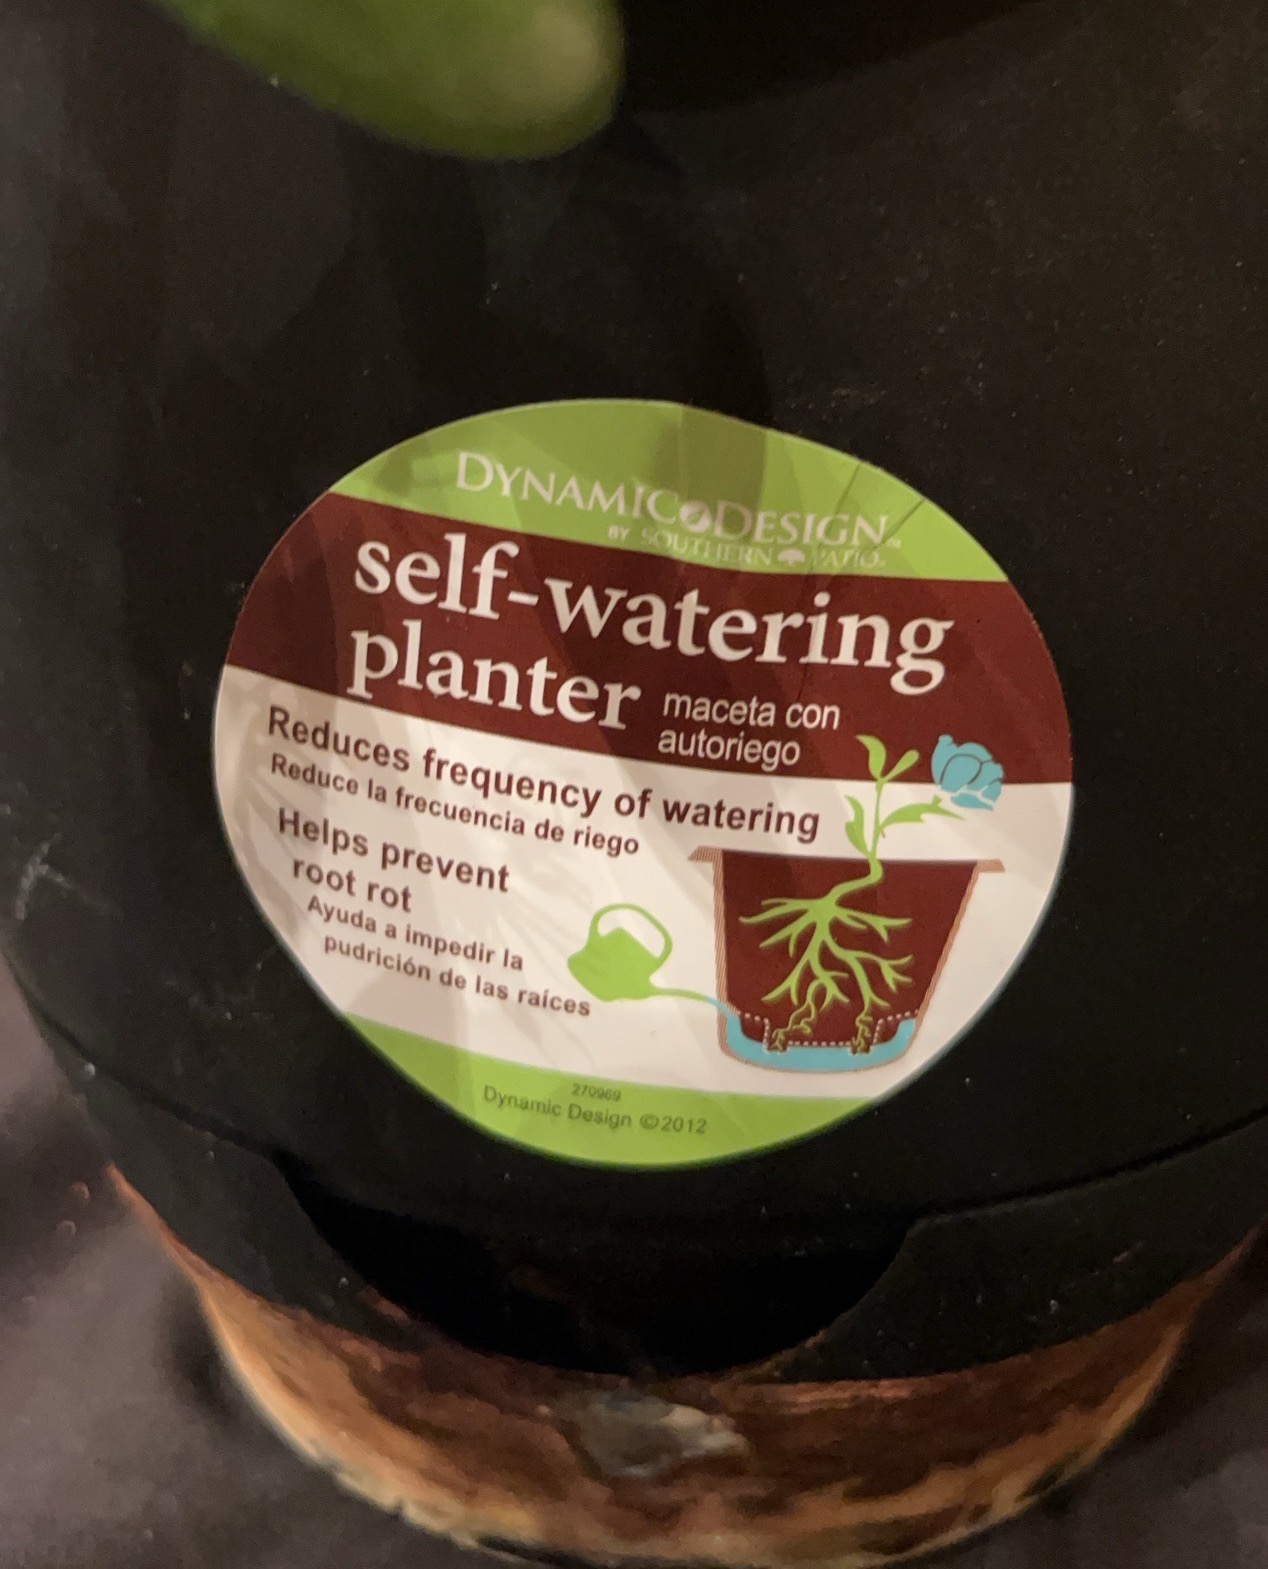 DYNAMIC DESIGN
BY SOUTHERN PATIO
self-watering
planter
maceta con
autoriego
Reduces frequency of watering
Reduce la frecuencia de riego
Helps prevent
root rot
Ayuda a impedir la
pudrición de las raíces
270969
Dynamic Design ©2012